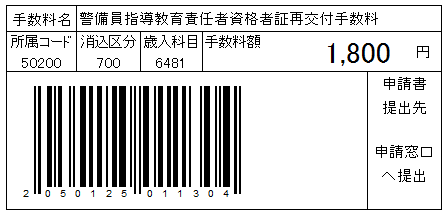 手数料名 警備員指導教育責任者資格者証再交付手数料
所属コード 消込区分 歳入科目 手数料額 1,800 円
50200 700 6481
申請書
提出先
申請窓口
へ提出
2050125011304